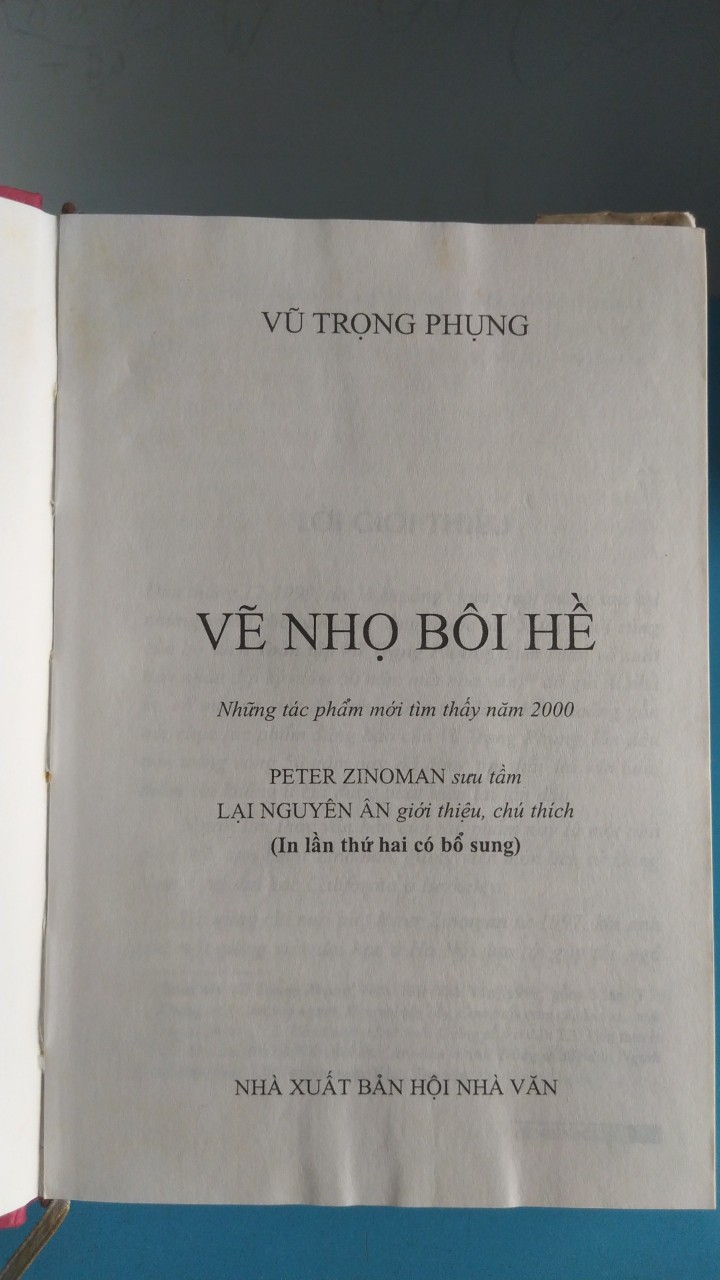 VŨ TRỌNG PHỤNG
VẼ NHỌ BÔI HỀ
Những tác phẩm mới tìm thấy năm 2000
PETER ZINOMAN sưu tầm
LẠI NGUYÊN ÂN giới thiệu, chú thích
(In lần thứ hai có bổ sung)
NHÀ XUẤT BẢN HỘI NHÀ VĂN